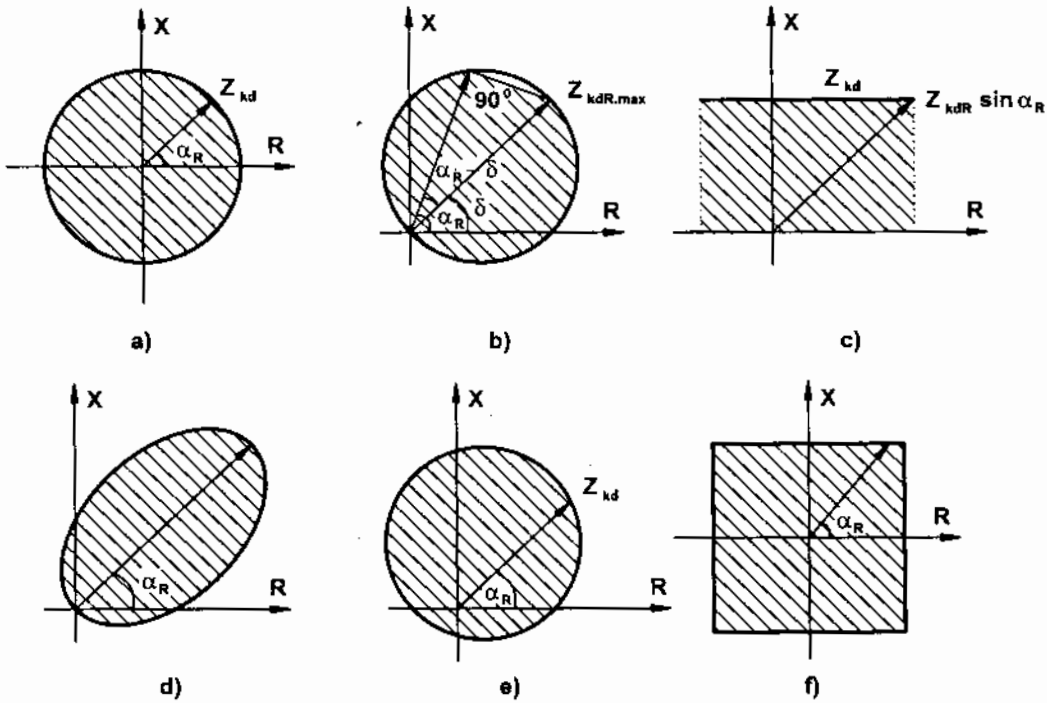 X
Z kd
α R
R
a)
X
90°
Z kdR.max
α R - δ
δ
α R
R
b)
X
Z kd
Z kdR sin α R
R
c)
X
α R
R
d)
X
Z kd
α R
R
e)
X
α R
R
f)